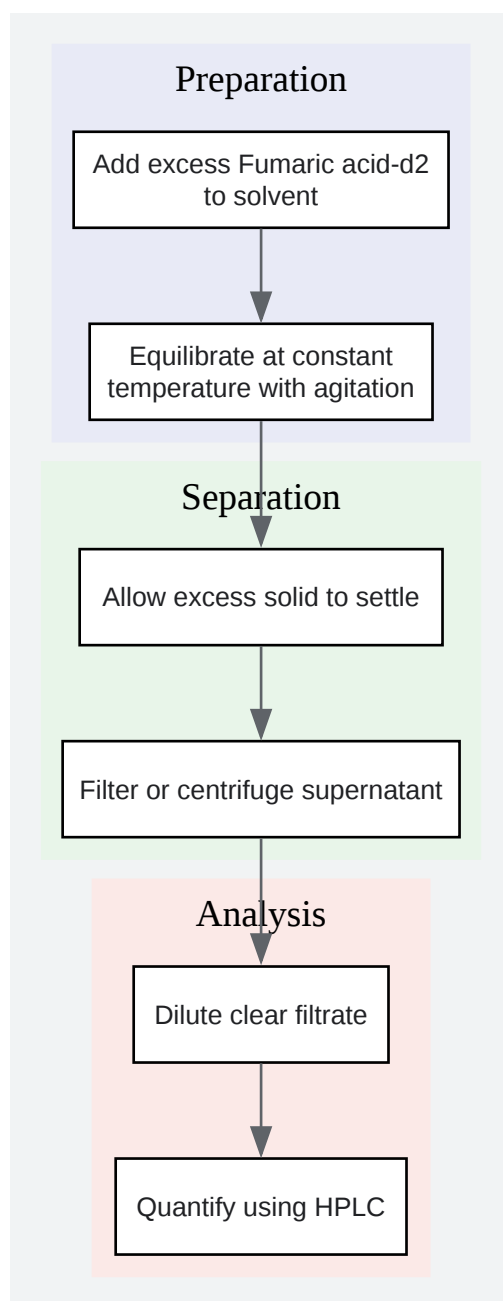 Preparation
Add excess Fumaric acid-d2
to solvent
Equilibrate at constant
temperature with agitation
Separation
Allow excess solid to settle
Filter or centrifuge supernatant
Analysis
Dilute clear filtrate
Quantify using HPLC